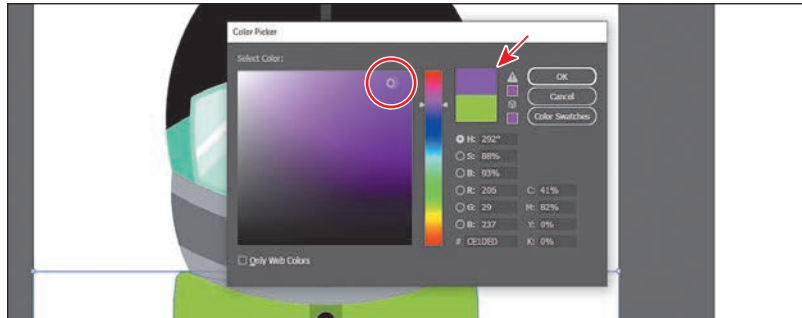 Color Picker
Select Color:
OK
Cancel
Color Swatches
H: 292°
S: 88%
B: 93%
R: 206 C: 41%
G: 29 M: 82%
B: 237 Y: 0%
# CE1DED K: 0%
Only Web Colors